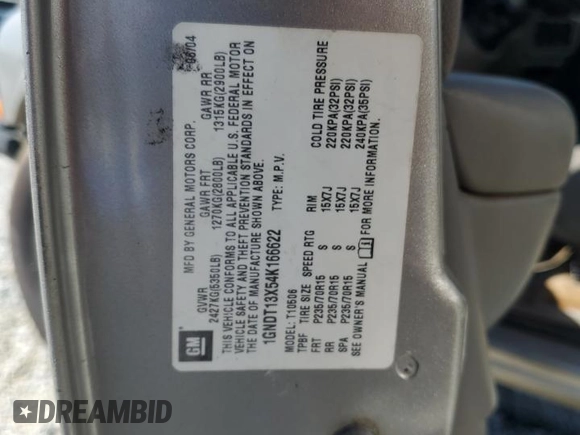 MFD BY GENERAL MOTORS CORP. 08/04
GVWR GAWR FRT GAWR RR
2427KG(5350LB) 1270KG(2800LB) 1315KG(2900LB)
THIS VEHICLE CONFORMS TO ALL APPLICABLE U.S. FEDERAL MOTOR
VEHICLE SAFETY AND THEFT PREVENTION STANDARDS IN EFFECT ON
THE DATE OF MANUFACTURE SHOWN ABOVE.
1GNDT13X54K166622 TYPE: M.P.V.
MODEL: T10506
TPBF TIRE SIZE SPEED RTG RIM COLD TIRE PRESSURE
FRT P235/70R15 S 15X7J 220KPA(32PSI)
RR P235/70R15 S 15X7J 220KPA(32PSI)
SPA P235/70R15 S 15X7J 240KPA(35PSI)
SEE OWNER'S MANUAL FOR MORE INFORMATION.
GM
DREAMBID